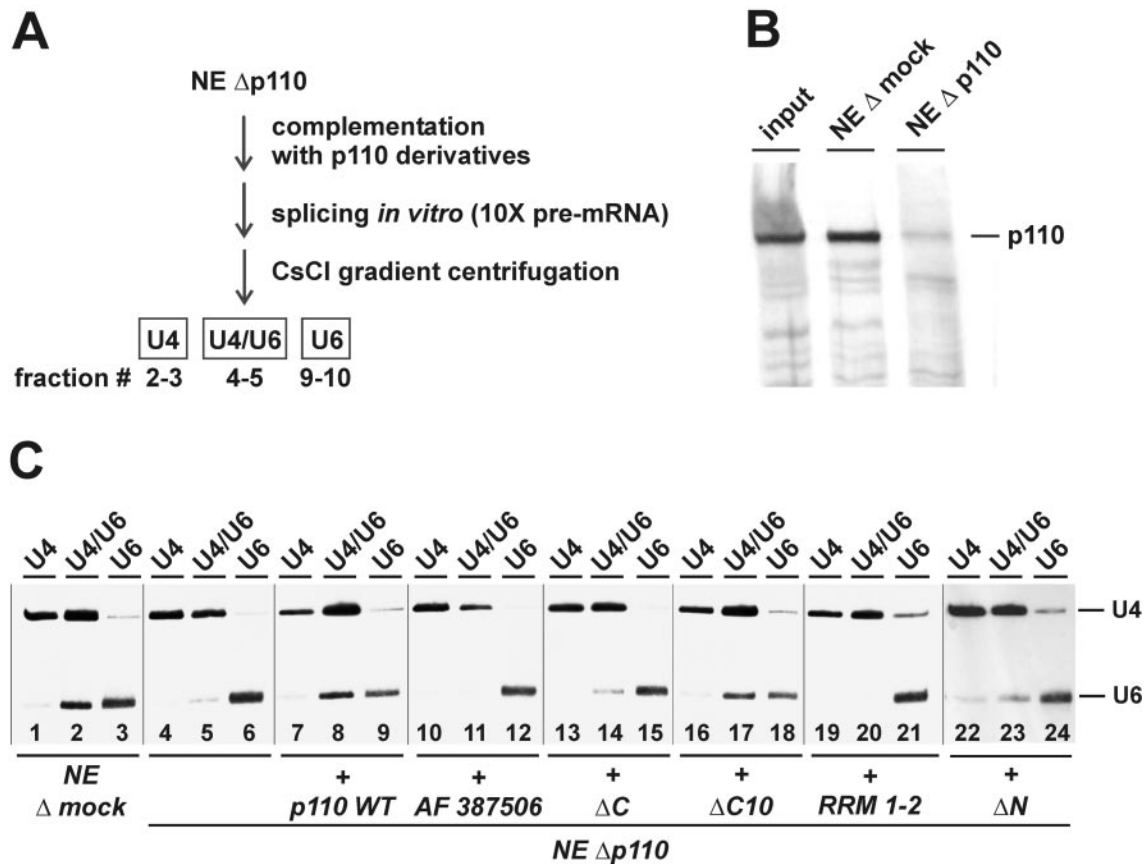 A
NE Δp110
complementation
with p110 derivatives
splicing in vitro (10X pre-mRNA)
CsCl gradient centrifugation
U4 U4/U6 U6
fraction # 2-3 4-5 9-10
B
input NE Δ mock NE Δ p110
p110
C
U4 U4/U6 U6 U4 U4/U6 U6 U4 U4/U6 U6 U4 U4/U6 U6 U4 U4/U6 U6 U4 U4/U6 U6 U4 U4/U6 U6 U4 U4/U6 U6
U4
U6
1 2 3 4 5 6 7 8 9 10 11 12 13 14 15 16 17 18 19 20 21 22 23 24
NE + + + + + +
Δ mock p110 WT AF 387506 ΔC ΔC10 RRM 1-2 ΔN
NE Δp110